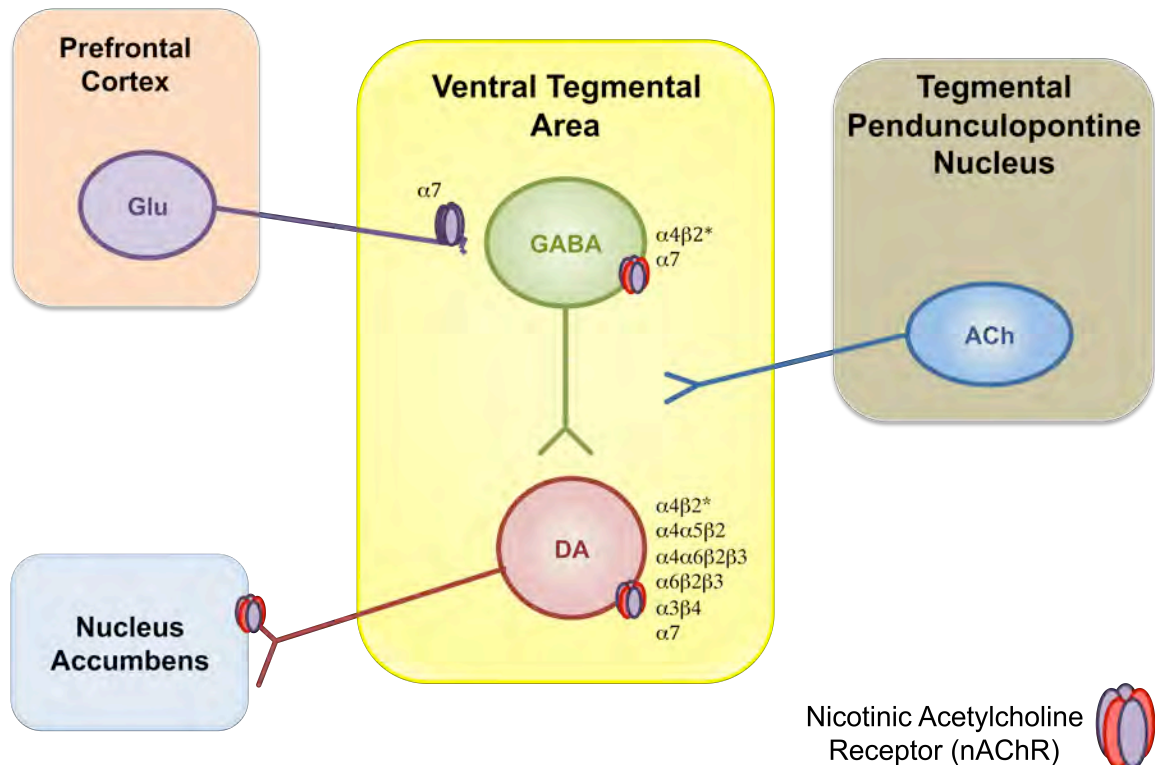 Prefrontal
Cortex
Glu
Ventral Tegmental
Area
α7
GABA
α4β2*
α7
DA
α4β2*
α4α5β2
α4α6β2β3
α6β2β3
α3β4
α7
Tegmental
Pendunculopontine
Nucleus
ACh
Nucleus
Accumbens
Nicotinic Acetylcholine
Receptor (nAChR)